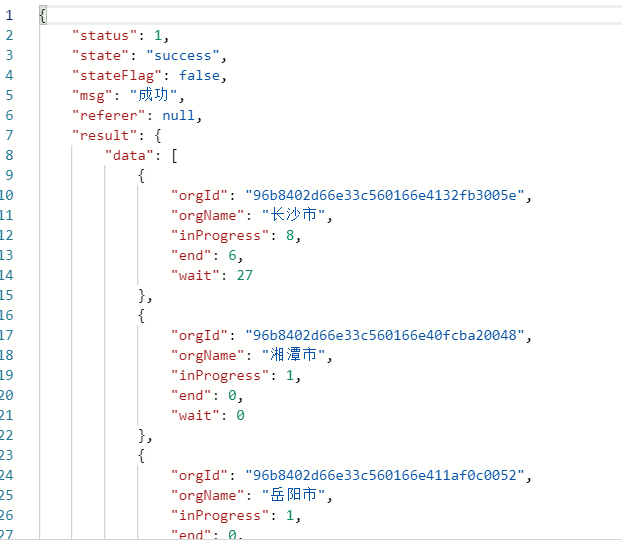 1 {
2 "status": 1,
3 "state": "success",
4 "stateFlag": false,
5 "msg": "成功",
6 "referer": null,
7 "result": {
8 "data": [
9 {
10 "orgId": "96b8402d66e33c560166e4132fb3005e",
11 "orgName": "长沙市",
12 "inProgress": 8,
13 "end": 6,
14 "wait": 27
15 },
16 {
17 "orgId": "96b8402d66e33c560166e40fcba20048",
18 "orgName": "湘潭市",
19 "inProgress": 1,
20 "end": 0,
21 "wait": 0
22 },
23 {
24 "orgId": "96b8402d66e33c560166e411af0c0052",
25 "orgName": "岳阳市",
26 "inProgress": 1,
27 "end": 0,